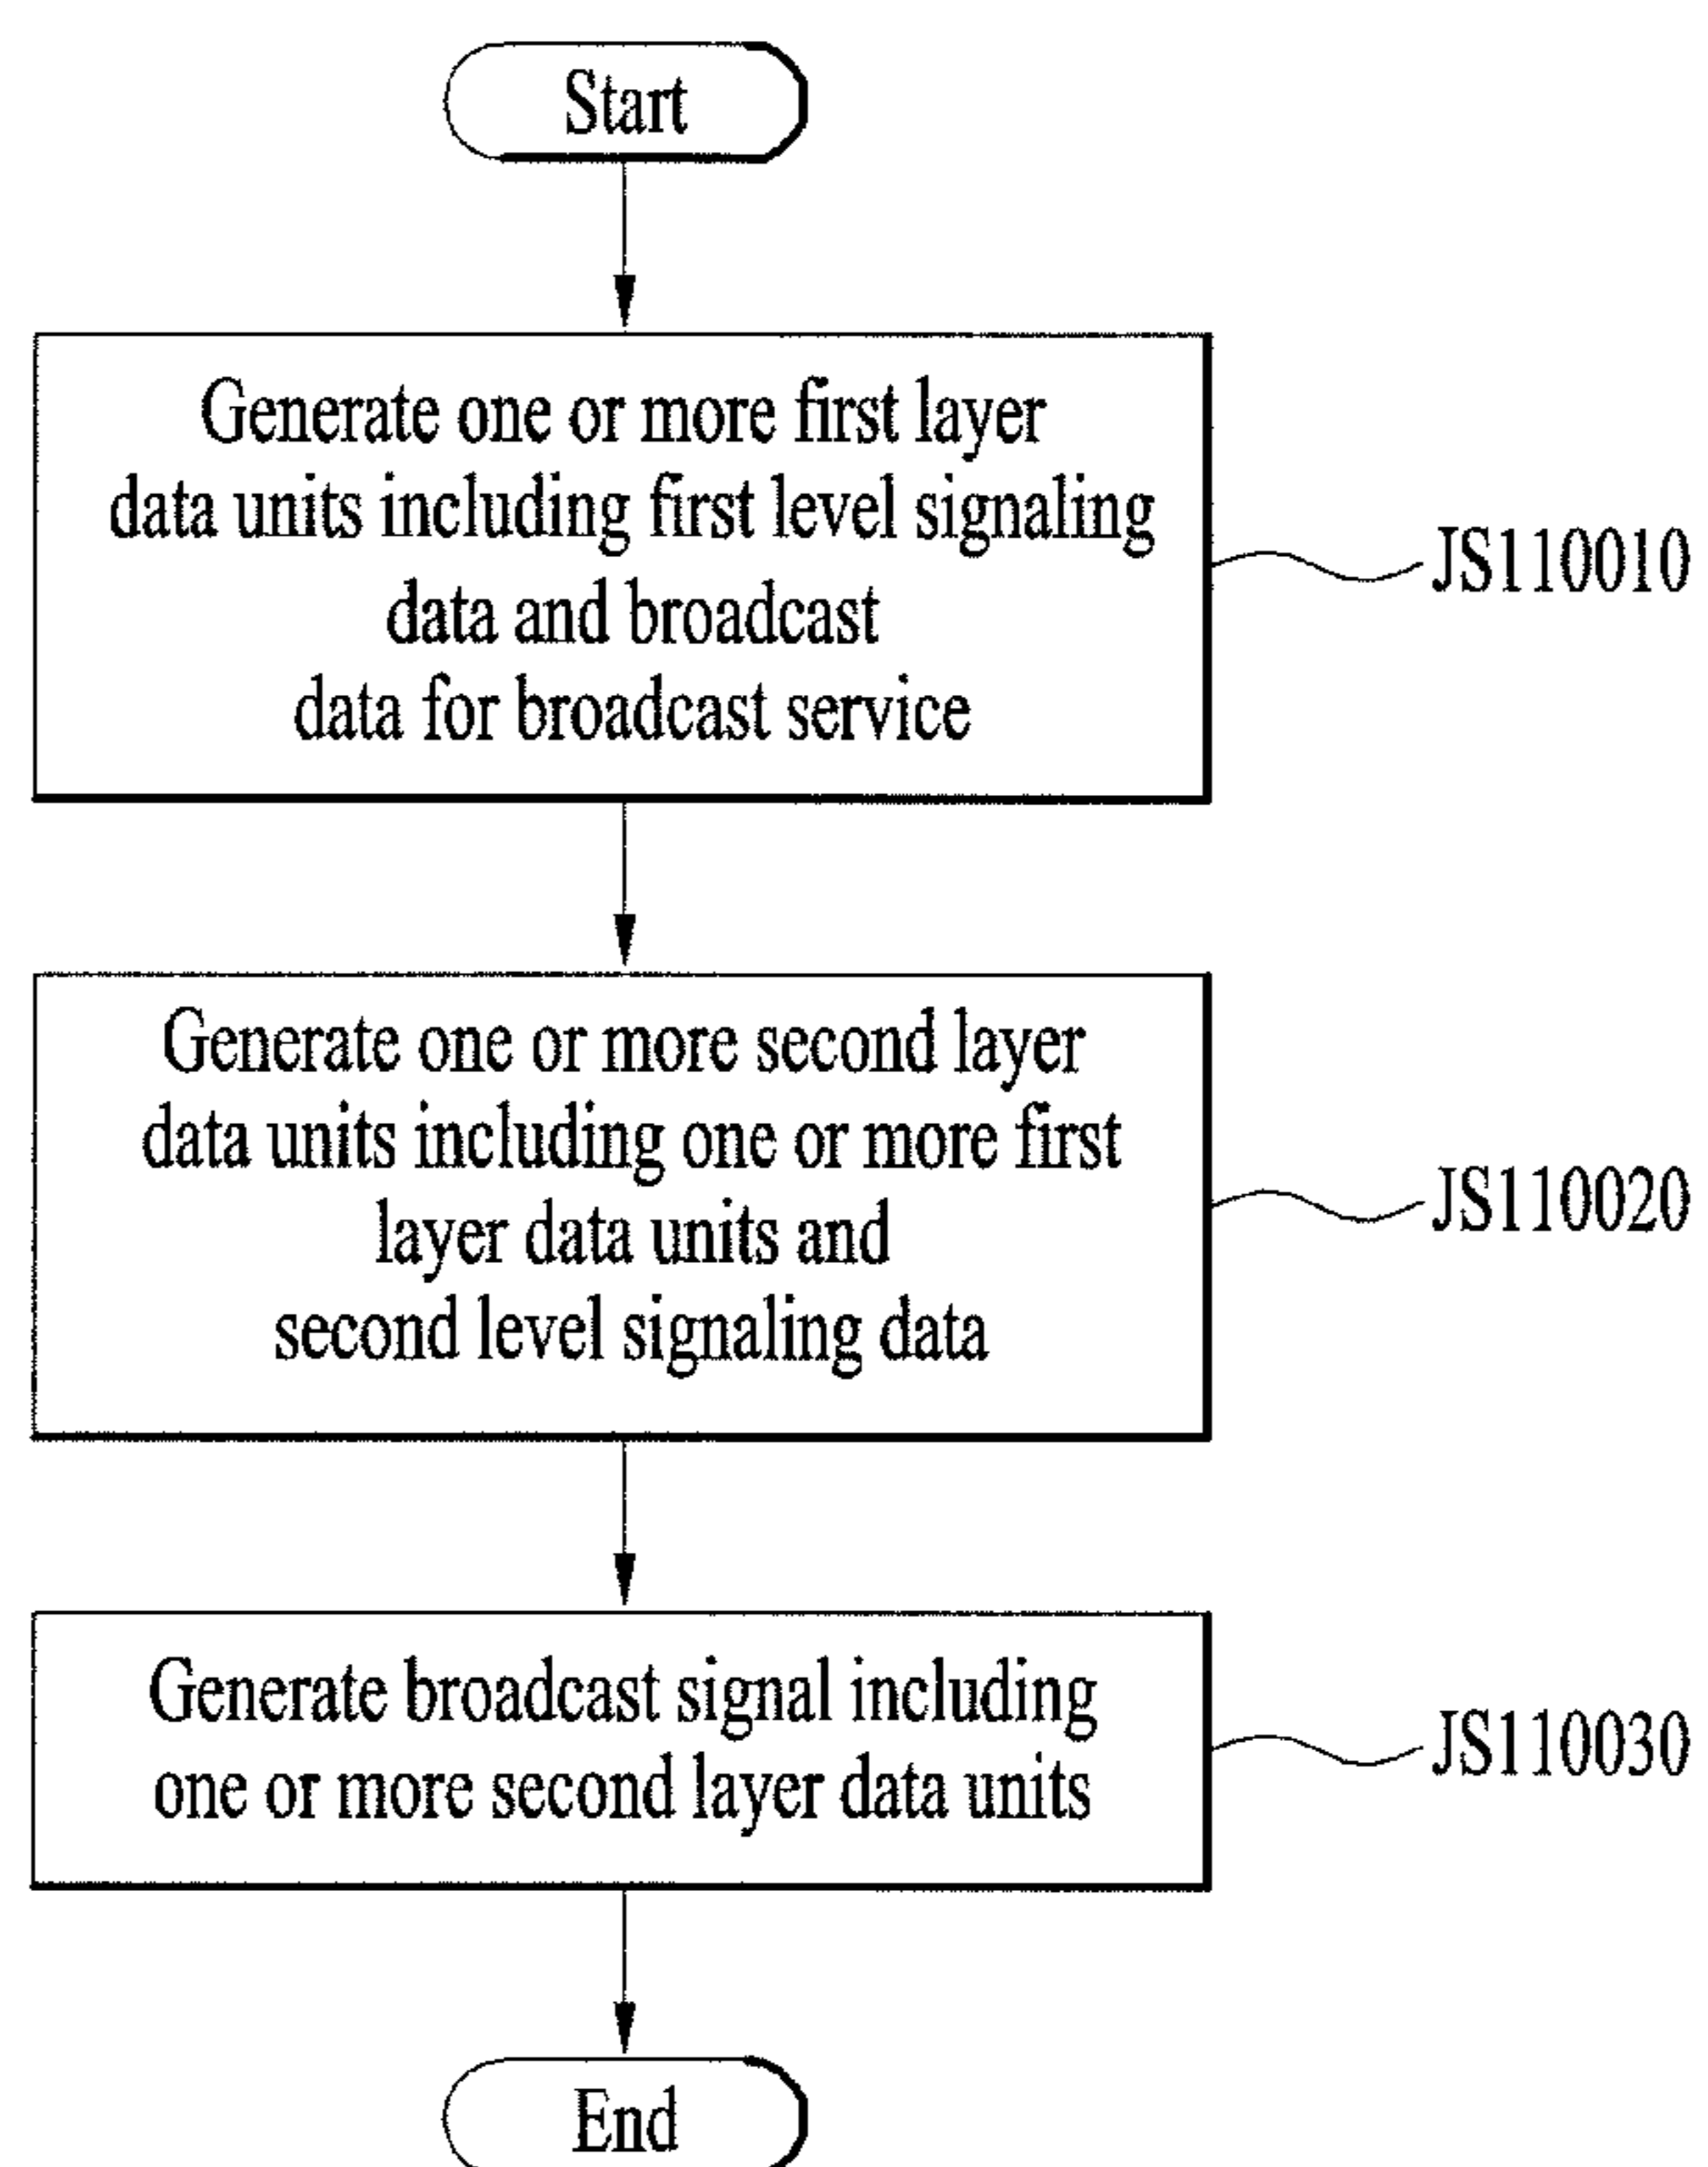 Start
Generate one or more first layer
data units including first level signaling
data and broadcast
data for broadcast service
JS110010
Generate one or more second layer
data units including one or more first
layer data units and
second level signaling data
JS110020
Generate broadcast signal including
one or more second layer data units
JS110030
End